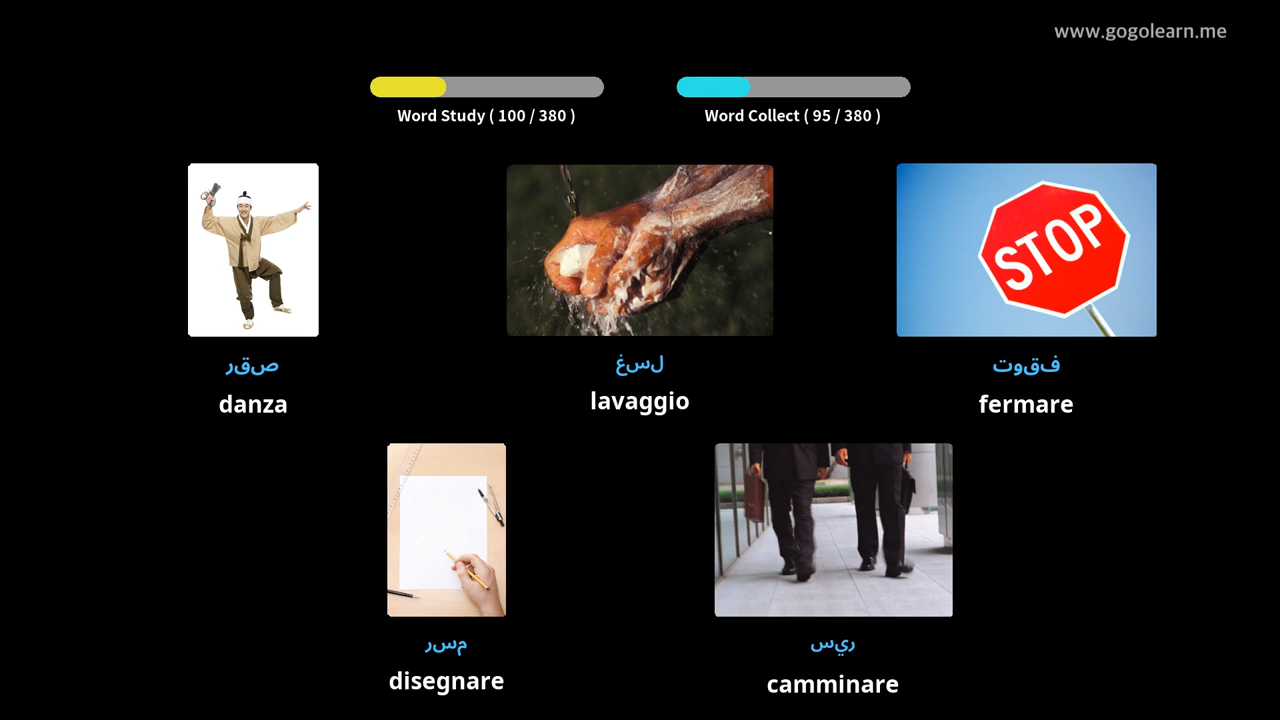 www.gogolearn.me
Word Study ( 100 / 380 )
Word Collect ( 95 / 380 )
صقر
danza
لسغ
lavaggio
STOP
فقوت
fermare
مسر
disegnare
ريس
camminare